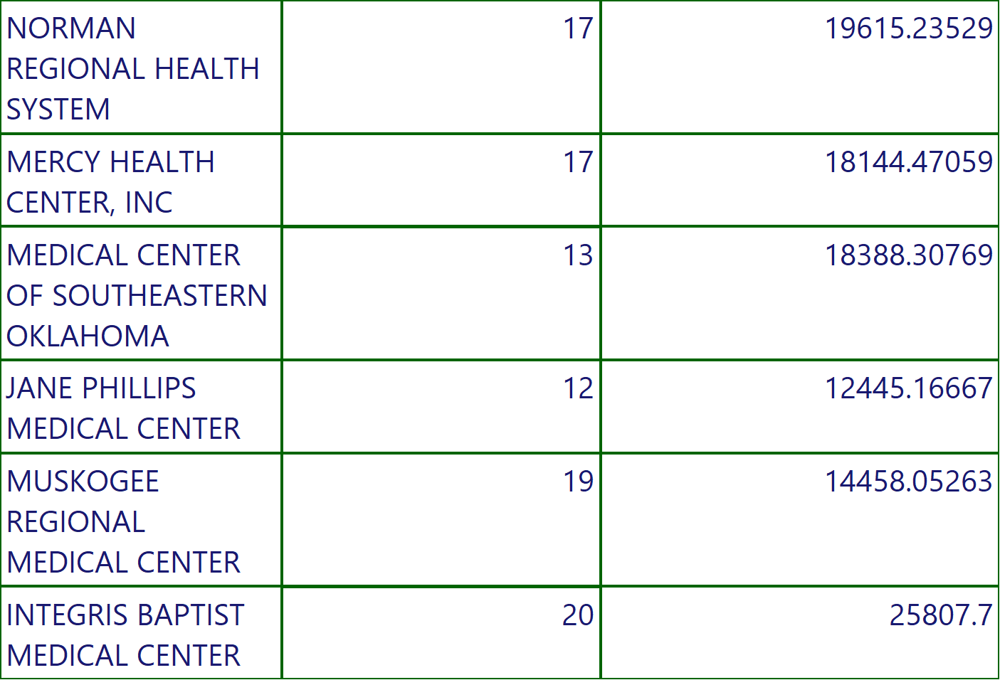 NORMAN 17 19615.23529
REGIONAL HEALTH
SYSTEM
MERCY HEALTH 17 18144.47059
CENTER, INC
MEDICAL CENTER 13 18388.30769
OF SOUTHEASTERN
OKLAHOMA
JANE PHILLIPS 12 12445.16667
MEDICAL CENTER
MUSKOGEE 19 14458.05263
REGIONAL
MEDICAL CENTER
INTEGRIS BAPTIST 20 25807.7
MEDICAL CENTER